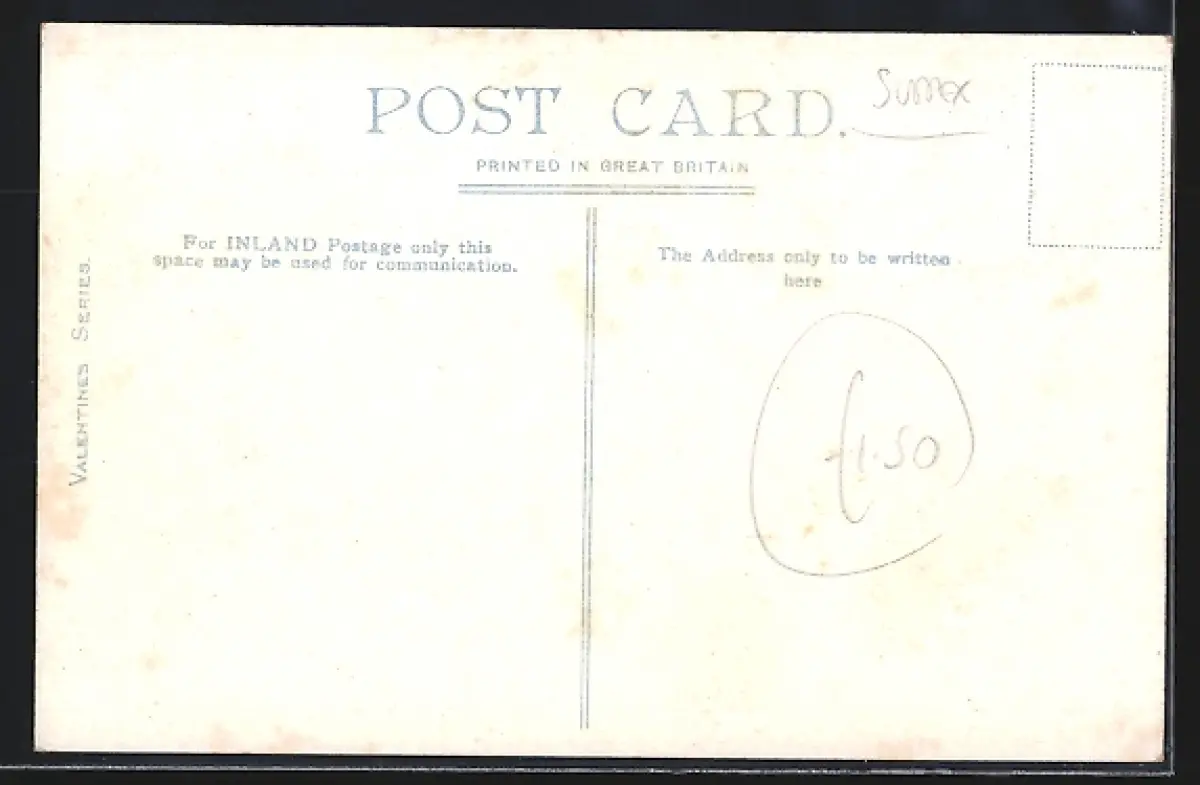 POST CARD.
Sussex
PRINTED IN GREAT BRITAIN
For INLAND Postage only this
space may be used for communication.
The Address only to be written
here
VALENTINES SERIES.
£1.50